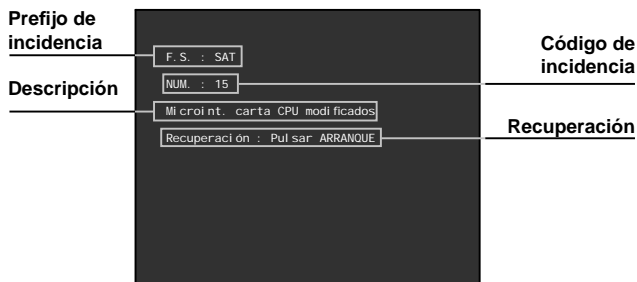 Prefijo de
incidencia
Descripción
F.S. : SAT
NUM. : 15
Microint. carta CPU modificados
Recuperación : Pulsar ARRANQUE
Código de
incidencia
Recuperación